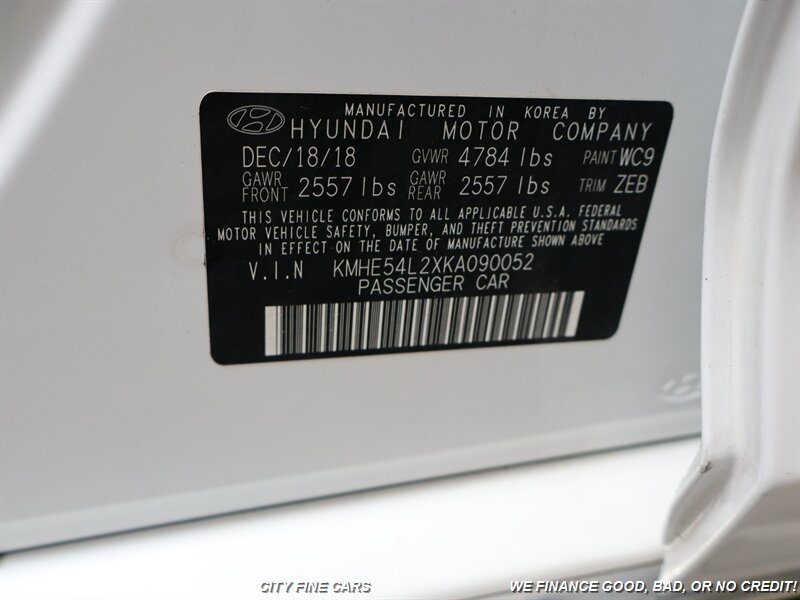 MANUFACTURED IN KOREA BY
HYUNDAI MOTOR COMPANY
DEC/18/18 GVWR 4784 lbs PAINT WC9
GAWR FRONT 2557 lbs GAWR REAR 2557 lbs TRIM ZEB
THIS VEHICLE CONFORMS TO ALL APPLICABLE U.S.A. FEDERAL
MOTOR VEHICLE SAFETY, BUMPER, AND THEFT PREVENTION STANDARDS
IN EFFECT ON THE DATE OF MANUFACTURE SHOWN ABOVE
V.I.N KMHE54L2XKA090052
PASSENGER CAR
CITY FINE CARS WE FINANCE GOOD, BAD, OR NO CREDIT!